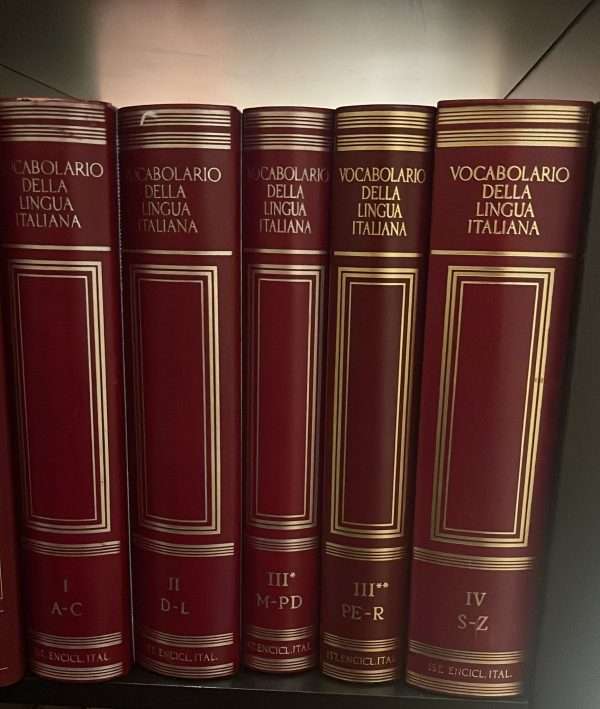 VOCABOLARIO
DELLA
LINGUA
ITALIANA
I
A-C
IST. ENCICL. ITAL.
VOCABOLARIO
DELLA
LINGUA
ITALIANA
II
D-L
IST. ENCICL. ITAL.
VOCABOLARIO
DELLA
LINGUA
ITALIANA
III*
M-PD
IST. ENCICL. ITAL.
VOCABOLARIO
DELLA
LINGUA
ITALIANA
III**
PE-R
IST. ENCICL. ITAL.
VOCABOLARIO
DELLA
LINGUA
ITALIANA
IV
S-Z
IST. ENCICL. ITAL.